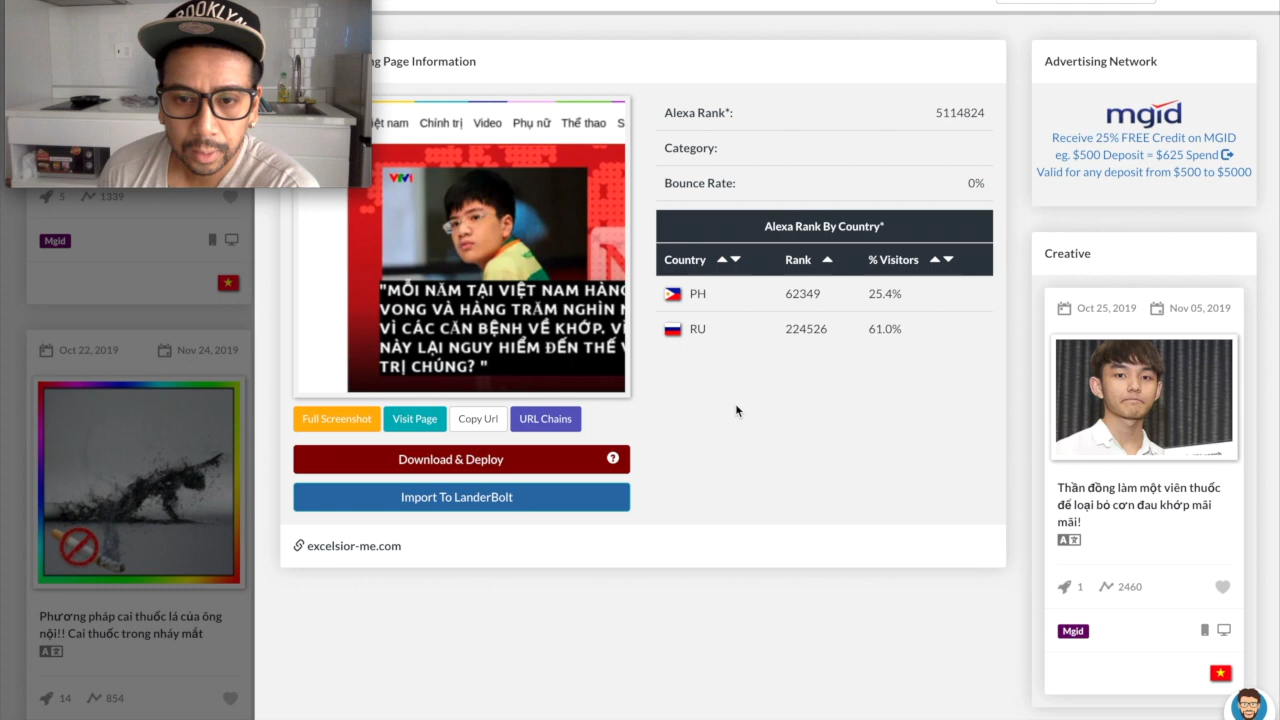 BROOKLYN
ng Page Information
iệt nam Chính trị Video Phụ nữ Thể thao S
VTV1
"MỖI NĂM TẠI VIỆT NAM HÀNG
VONG VÀ HÀNG TRĂM NGHÌN N
VÌ CÁC CĂN BỆNH VỀ KHỚP. VÌ
NÀY LẠI NGUY HIỂM ĐẾN THẾ V
TRỊ CHÚNG? "
Full Screenshot Visit Page Copy Url URL Chains
Download & Deploy
Import To LanderBolt
excelsior-me.com
Alexa Rank*: 5114824
Category:
Bounce Rate: 0%
Alexa Rank By Country*
Country Rank % Visitors
PH 62349 25.4%
RU 224526 61.0%
Advertising Network
mgid
Receive 25% FREE Credit on MGID
eg. $500 Deposit = $625 Spend
Valid for any deposit from $500 to $5000
Creative
Oct 25, 2019 Nov 05, 2019
Thần đồng làm một viên thuốc
để loại bỏ cơn đau khớp mãi
mãi!
1 2460
Mgid
5 1339
Mgid
Oct 22, 2019 Nov 24, 2019
Phương pháp cai thuốc lá của ông
nội!! Cai thuốc trong nháy mắt
14 854